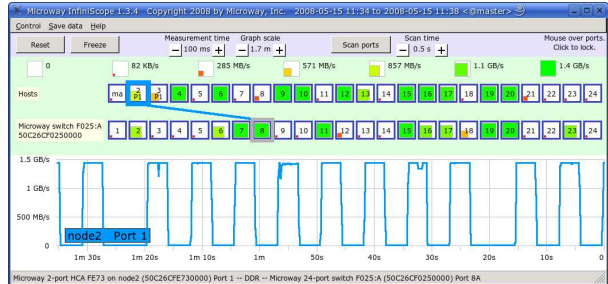 Microway InfiniScope 1.3.4 Copyright 2008 by Microway, Inc. 2008-05-15 11:34 to 2008-05-15 11:38 <@master>
Control Save data Help
Reset Freeze Measurement time — 100 ms + Graph scale — 1.7 m + Scan ports Scan time — 0.5 s + Mouse over ports. Click to lock.
0 82 KB/s 285 MB/s 571 MB/s 857 MB/s 1.1 GB/s 1.4 GB/s
Hosts ma 2 P1 3 P1 4 5 6 7 8 9 10 11 12 13 14 15 16 17 18 19 20 21 22 23 24
Microway switch F025:A 1 2 3 4 5 6 7 8 9 10 11 12 13 14 15 16 17 18 19 20 21 22 23 24
50C26CF0250000
1.5 GB/s
1 GB/s
500 MB/s
node2 Port 1
0
1m 30s 1m 20s 1m 10s 1m 50s 40s 30s 20s 10s 0
Microway 2-port HCA FE73 on node2 (50C26CFE730000) Port 1 -- DDR -- Microway 24-port switch F025:A (50C26CF0250000) Port 8A